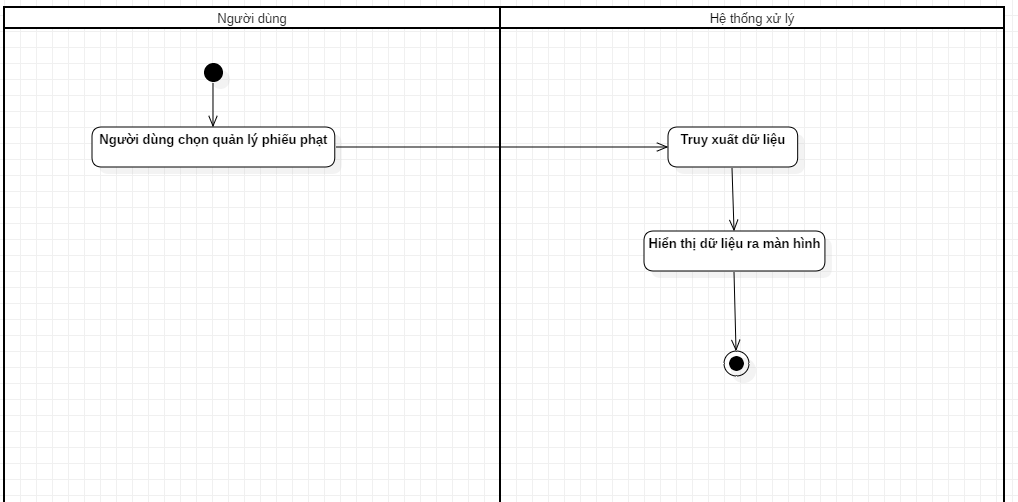 Người dùng
Hệ thống xử lý
Người dùng chọn quản lý phiếu phạt
Truy xuất dữ liệu
Hiển thị dữ liệu ra màn hình